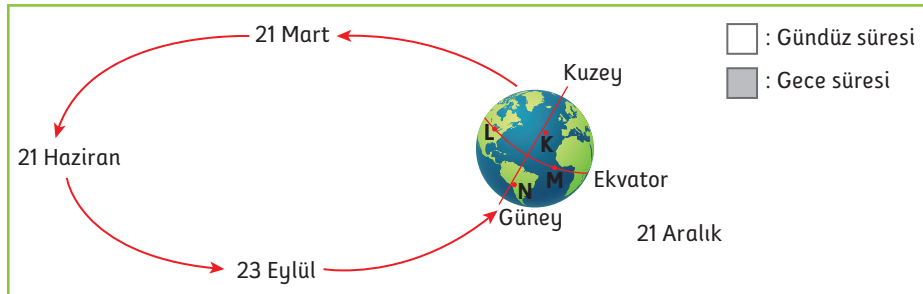 21 Mart
: Gündüz süresi
: Gece süresi
Kuzey
21 Haziran
L
K
M
N
Ekvator
Güney
21 Aralık
23 Eylül